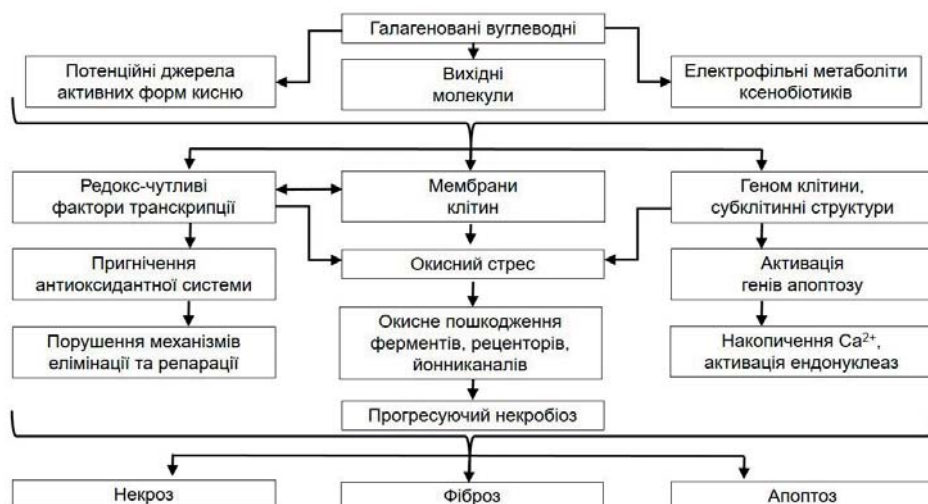 Галагеновані вуглеводні
Потенційні джерела
активних форм кисню
Вихідні
молекули
Електрофільні метаболіти
ксенобіотиків
Редокс-чутливі
фактори транскрипції
Мембрани
клітин
Геном клітини,
субклітинні структури
Пригнічення
антиоксидантної системи
Окисний стрес
Активація
генів апоптозу
Порушення механізмів
елімінації та репарації
Окисне пошкодження
ферментів, рецепторів,
йонниканалів
Накопичення Ca²⁺,
активація ендонуклеаз
Прогресуючий некробіоз
Некроз
Фіброз
Апоптоз